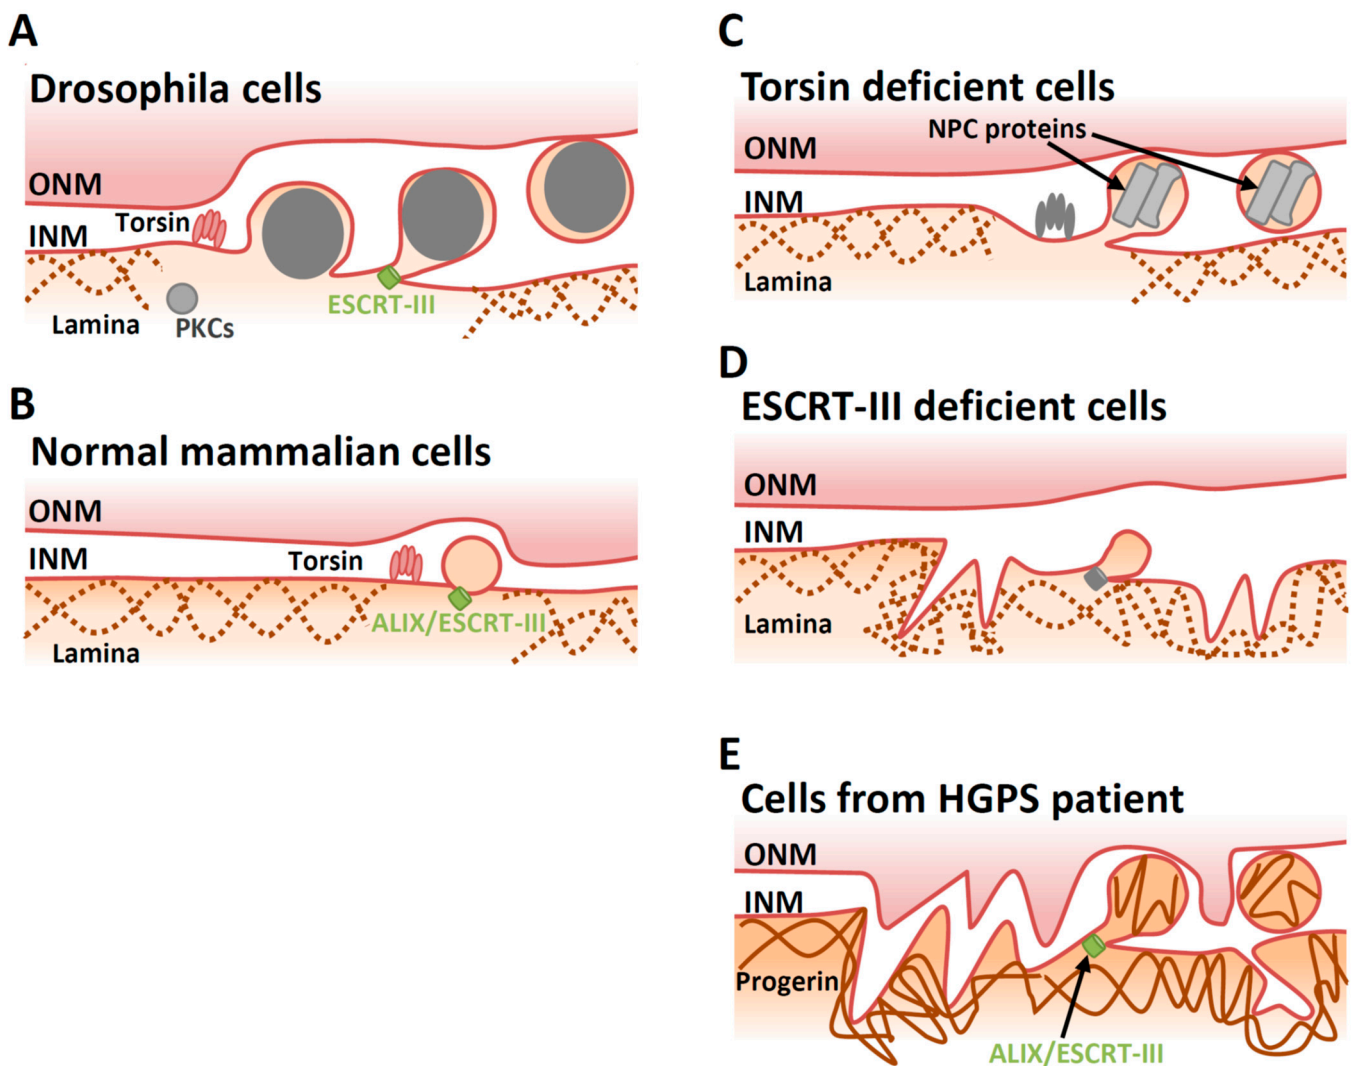 A
Drosophila cells
ONM
Torsin
INM
ESCRT-III
Lamina
PKCs
B
Normal mammalian cells
ONM
INM
Torsin
ALIX/ESCRT-III
Lamina
C
Torsin deficient cells
NPC proteins
ONM
INM
Lamina
D
ESCRT-III deficient cells
ONM
INM
Lamina
E
Cells from HGPS patient
ONM
INM
Progerin
ALIX/ESCRT-III